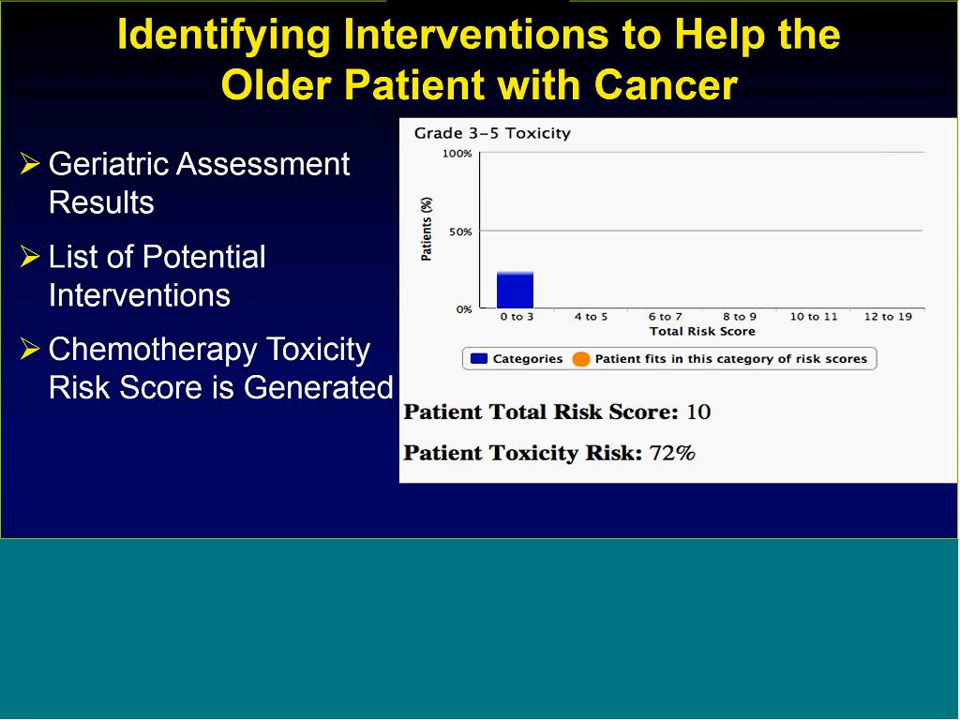 Identifying Interventions to Help the
Older Patient with Cancer
➢ Geriatric Assessment
Results
➢ List of Potential
Interventions
➢ Chemotherapy Toxicity
Risk Score is Generated
Grade 3-5 Toxicity
100%
50%
0%
Patients (%)
0 to 3 4 to 5 6 to 7 8 to 9 10 to 11 12 to 19
Total Risk Score
Categories Patient fits in this category of risk scores
Patient Total Risk Score: 10
Patient Toxicity Risk: 72%